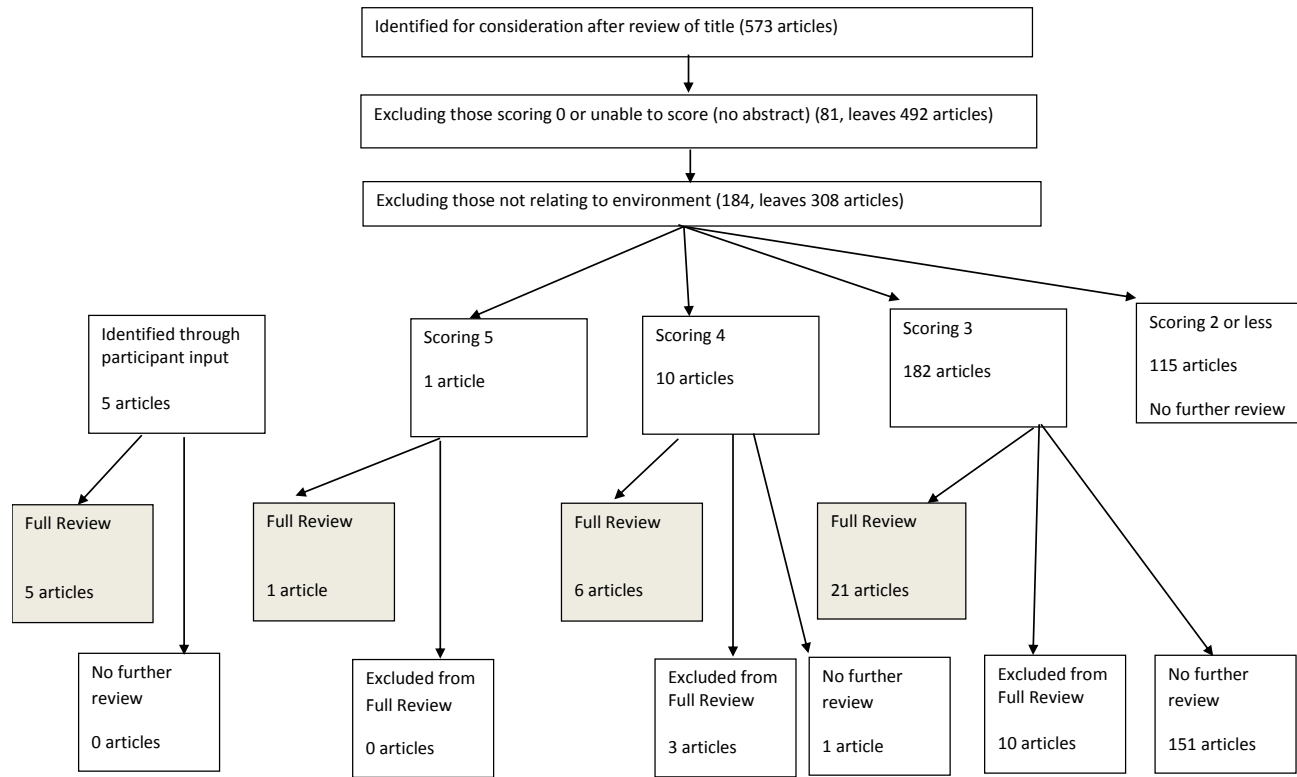 Identified for consideration after review of title (573 articles)
Excluding those scoring 0 or unable to score (no abstract) (81, leaves 492 articles)
Excluding those not relating to environment (184, leaves 308 articles)
Identified through
participant input
5 articles
Scoring 5
1 article
Scoring 4
10 articles
Scoring 3
182 articles
Scoring 2 or less
115 articles
No further review
Full Review
5 articles
Full Review
1 article
Full Review
6 articles
Full Review
21 articles
No further
review
0 articles
Excluded from
Full Review
0 articles
Excluded from
Full Review
3 articles
No further
review
1 article
Excluded from
Full Review
10 articles
No further
review
151 articles